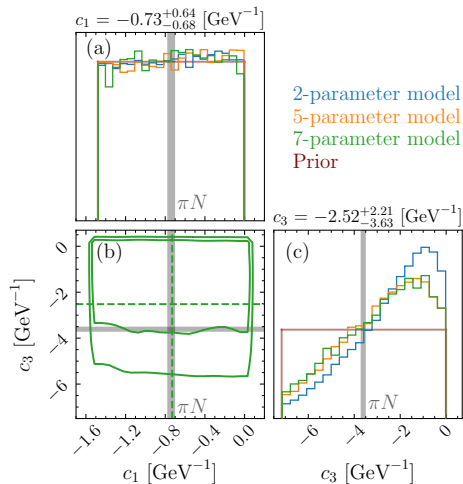 c₁ = −0.73⁺⁰·⁶⁴₋₀.₆₈ [GeV⁻¹]
(a)
πN
2-parameter model
5-parameter model
7-parameter model
Prior
c₃ = −2.52⁺²·²¹₋₃.₆₃ [GeV⁻¹]
(b)
πN
0
−2
−4
−6
c₃ [GeV⁻¹]
−1.6
−1.2
−0.8
−0.4
0.0
c₁ [GeV⁻¹]
(c)
πN
−6
−4
−2
0
c₃ [GeV⁻¹]